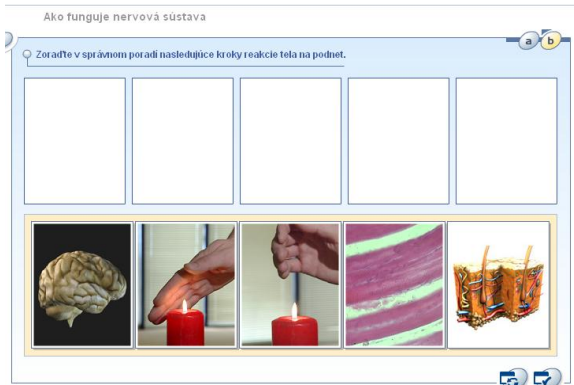 Ako funguje nervová sústava
a b
Zoraďte v správnom poradí nasledujúce kroky reakcie tela na podnet.